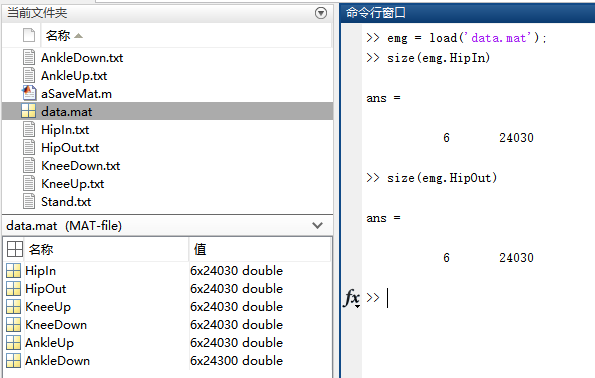 当前文件夹
名称
AnkleDown.txt
AnkleUp.txt
aSaveMat.m
data.mat
HipIn.txt
HipOut.txt
KneeDown.txt
KneeUp.txt
Stand.txt
data.mat (MAT-file)
名称 值
HipIn 6x24030 double
HipOut 6x24030 double
KneeUp 6x24030 double
KneeDown 6x24030 double
AnkleUp 6x24030 double
AnkleDown 6x24300 double
命令行窗口
>> emg = load('data.mat');
>> size(emg.HipIn)
ans =
6 24030
>> size(emg.HipOut)
ans =
6 24030
fx >>